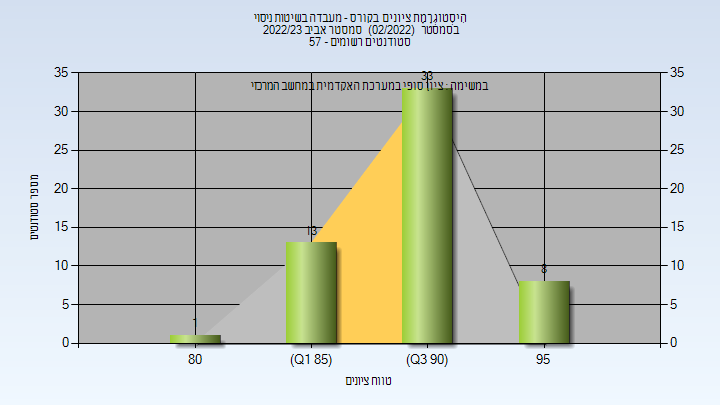 היסטוגרמת ציונים בקורס - מעבדה בשיטות ניסוי
בסמסטר (02/2022) סמסטר אביב 2022/23
סטודנטים רשומים - 57
במשימה : ציון סופי במערכת האקדמית במחשב המרכזי
35
30
25
20
15
10
5
0
35
30
25
20
15
10
5
0
מספר סטודנטים
1
13
33
8
80
(Q1 85)
(Q3 90)
95
טווח ציונים